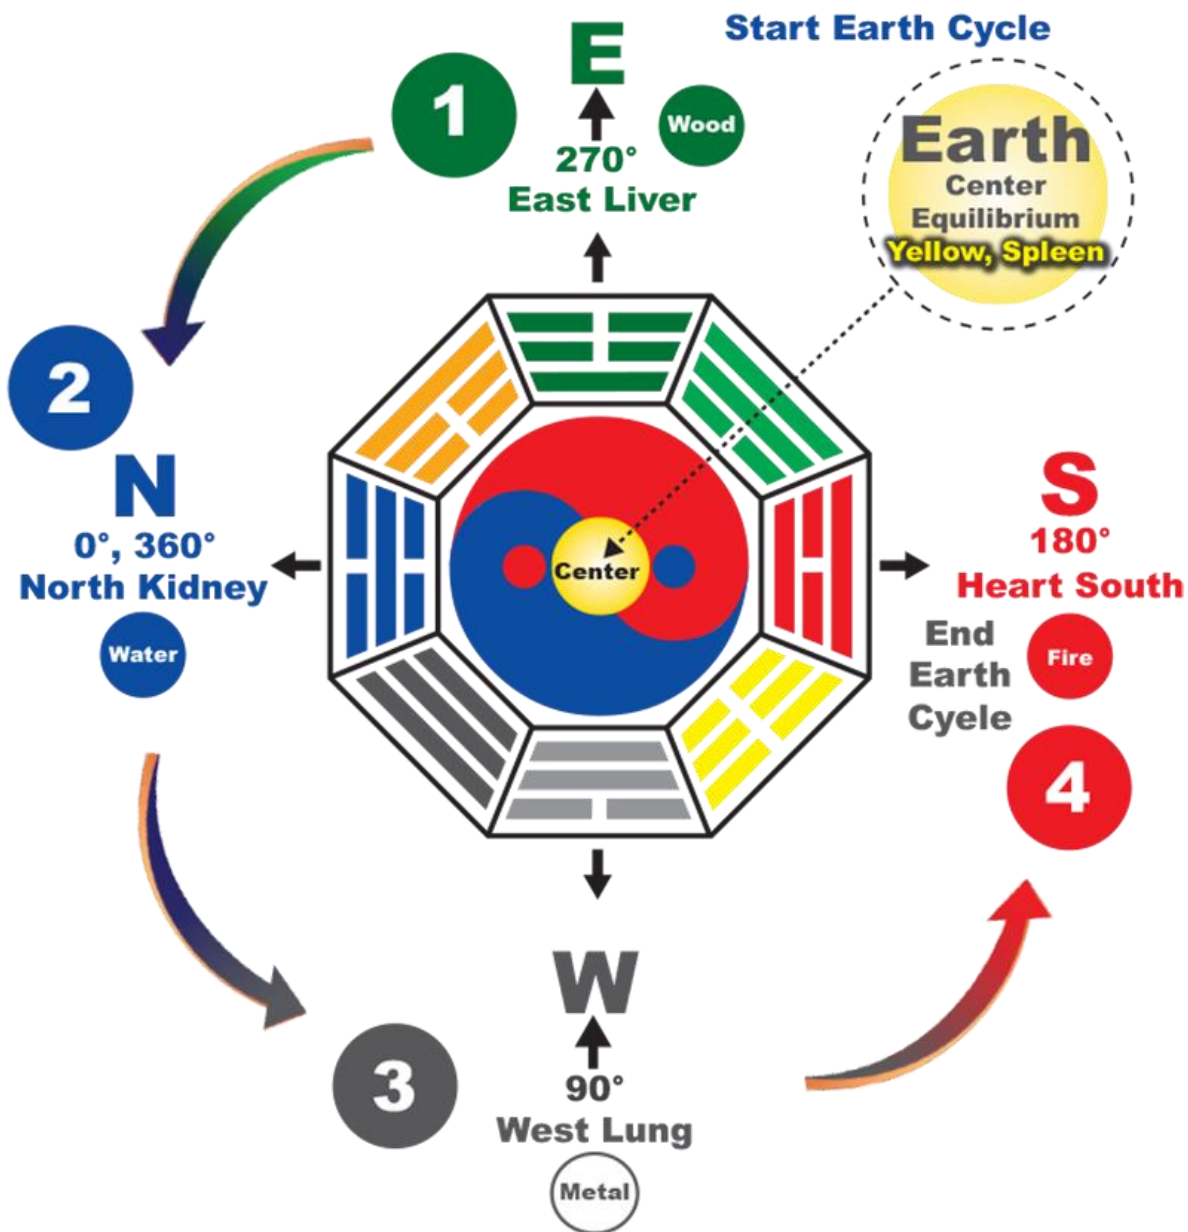 Start Earth Cycle
E
1
Wood
270°
East Liver
Earth
Center
Equilibrium
Yellow, Spleen
2
N
0°, 360°
North Kidney
Water
Center
S
180°
Heart South
End
Earth
Cyele
Fire
4
W
3
90°
West Lung
Metal